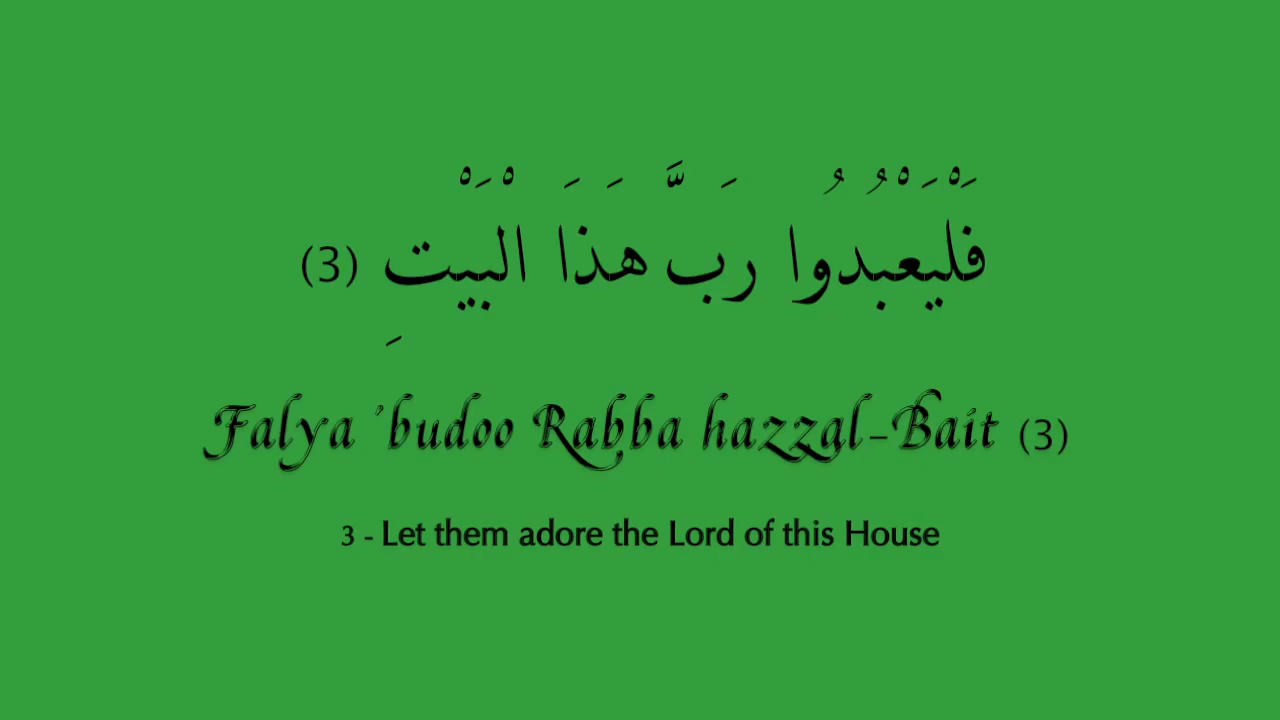 فَلْيَعْبُدُوا رَبَّ هَذَا الْبَيْتِ (3)
Falya 'budoo Rabba hazzal-Bait (3)
3 - Let them adore the Lord of this House